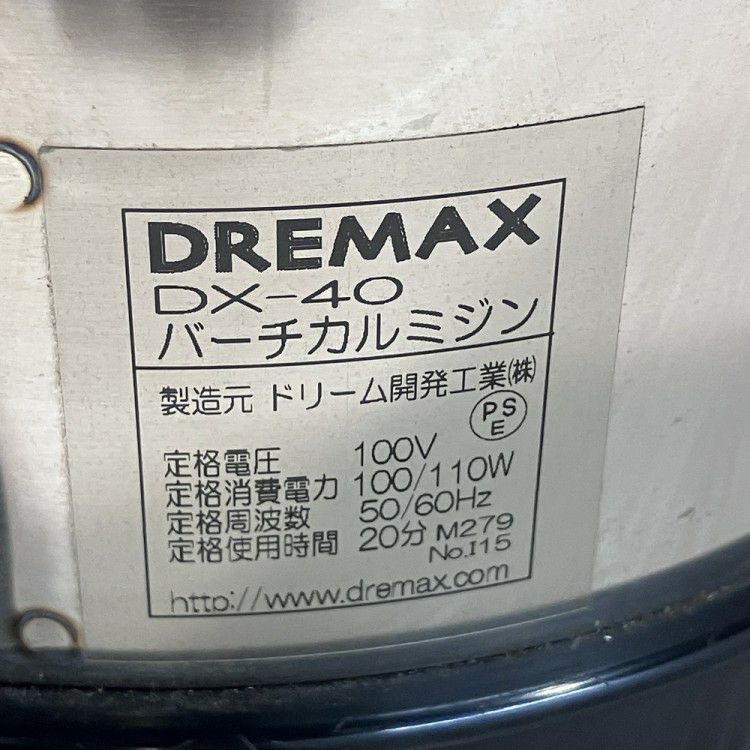 DREMAX
DX-40
バーチカルミジン
製造元 ドリーム開発工業(株)
PS
E
定格電圧 100V
定格消費電力 100/110W
定格周波数 50/60Hz
定格使用時間 20分 M279
No.I15
http://www.dremax.com